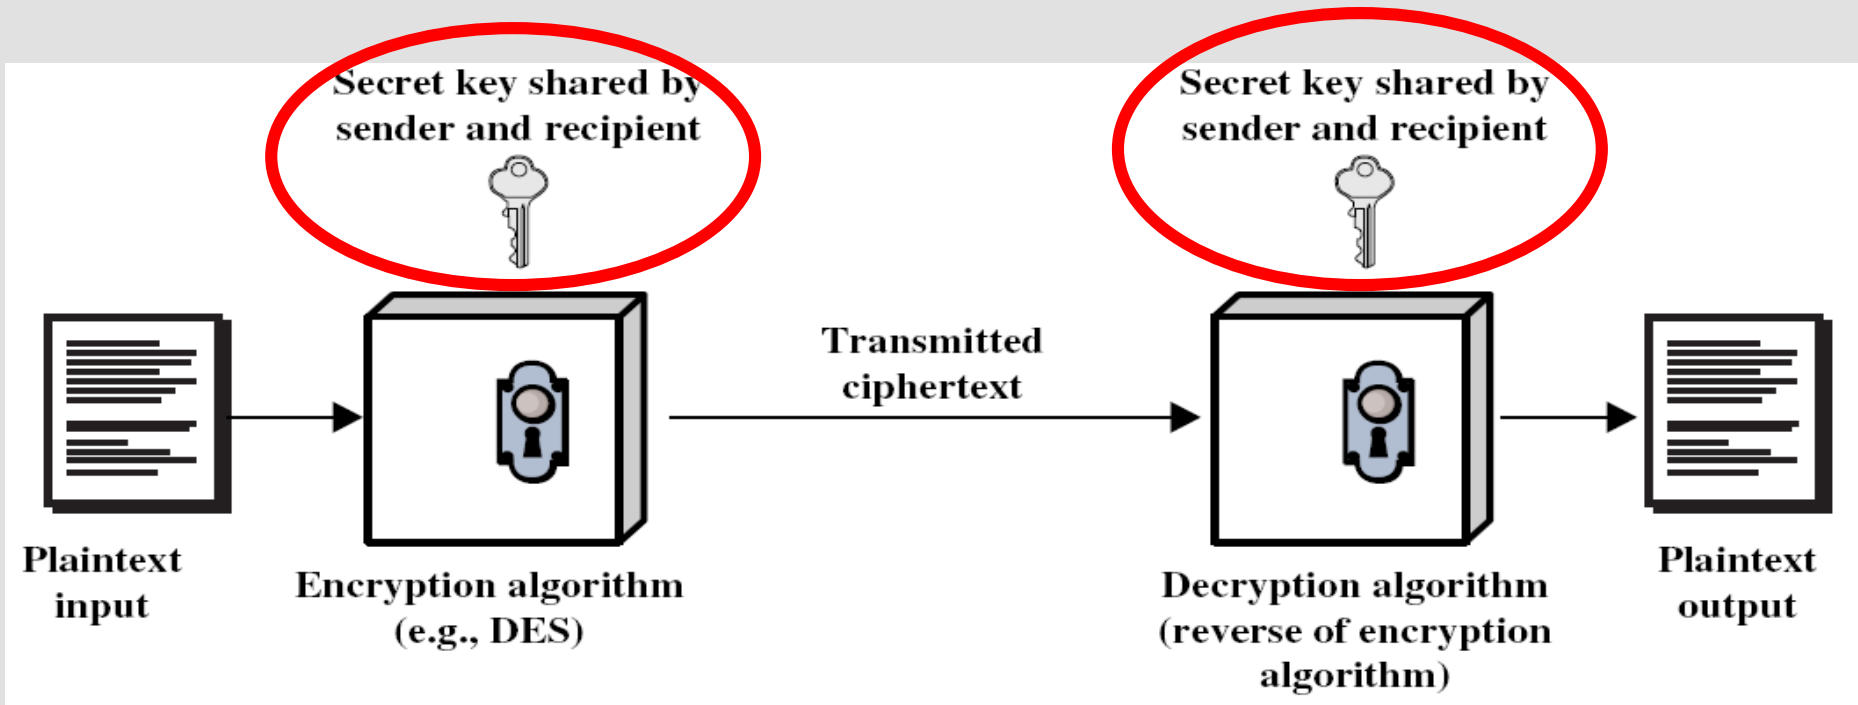 Secret key shared by
sender and recipient
Secret key shared by
sender and recipient
Transmitted
ciphertext
Plaintext
input
Encryption algorithm
(e.g., DES)
Decryption algorithm
(reverse of encryption
algorithm)
Plaintext
output